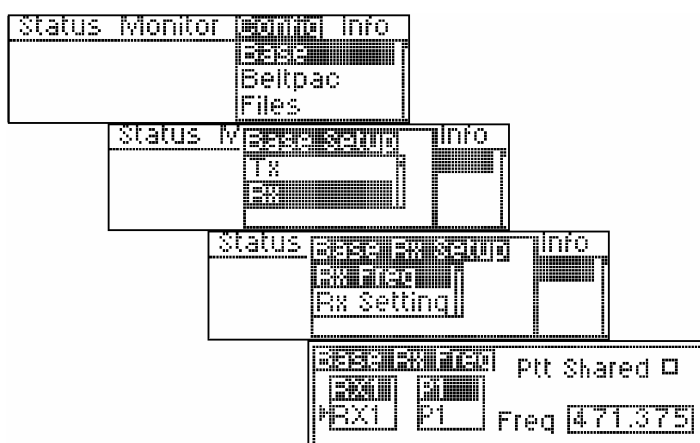 Status Monitor Config Info
Base
Beltpac
Files
Status M Base Setup Info
Tx
Rx
Status Base Rx Setup Info
Rx Freq
Rx Setting
Base Rx Freq Ptt Shared
RX1 P1
RX1 P1 Freq 471.375